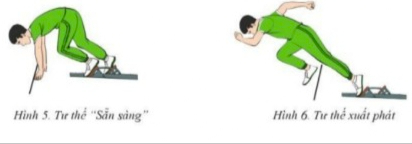 Hình 5. Tư thế "Sẵn sàng"
Hình 6. Tư thế xuất phát